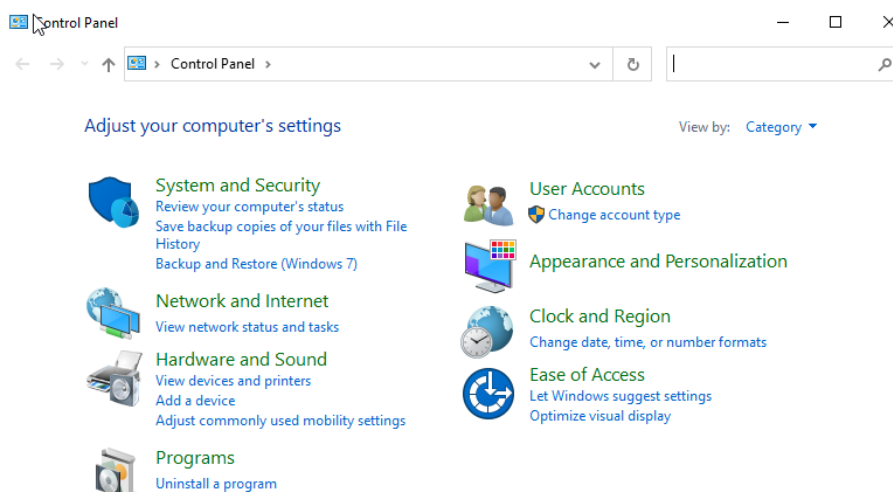 Control Panel
Control Panel
Adjust your computer's settings
View by: Category
System and Security
Review your computer's status
Save backup copies of your files with File
History
Backup and Restore (Windows 7)
Network and Internet
View network status and tasks
Hardware and Sound
View devices and printers
Add a device
Adjust commonly used mobility settings
Programs
Uninstall a program
User Accounts
Change account type
Appearance and Personalization
Clock and Region
Change date, time, or number formats
Ease of Access
Let Windows suggest settings
Optimize visual display